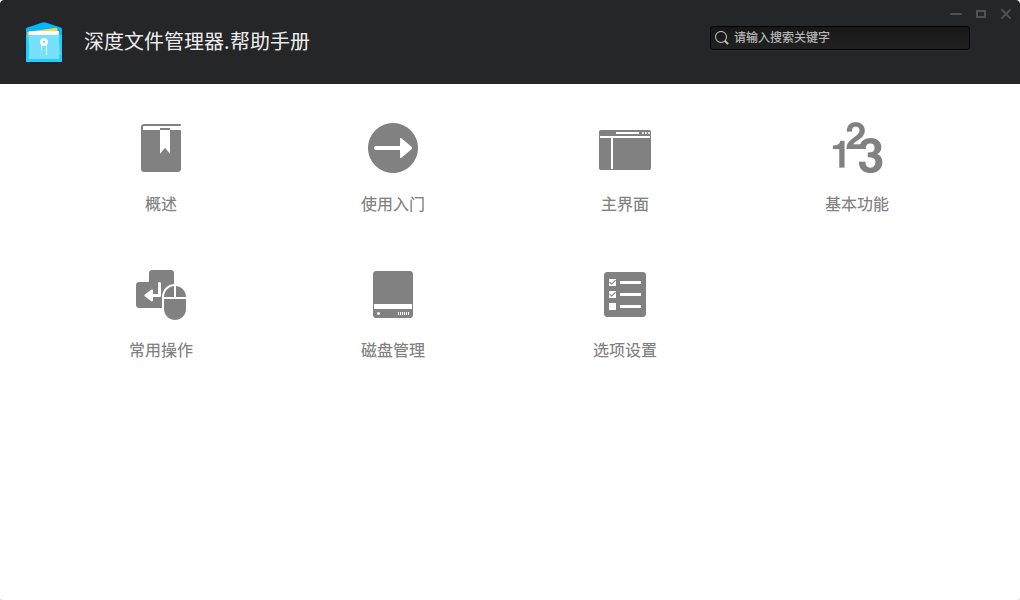 深度文件管理器.帮助手册
请输入搜索关键字
123
概述
使用入门
主界面
基本功能
常用操作
磁盘管理
选项设置